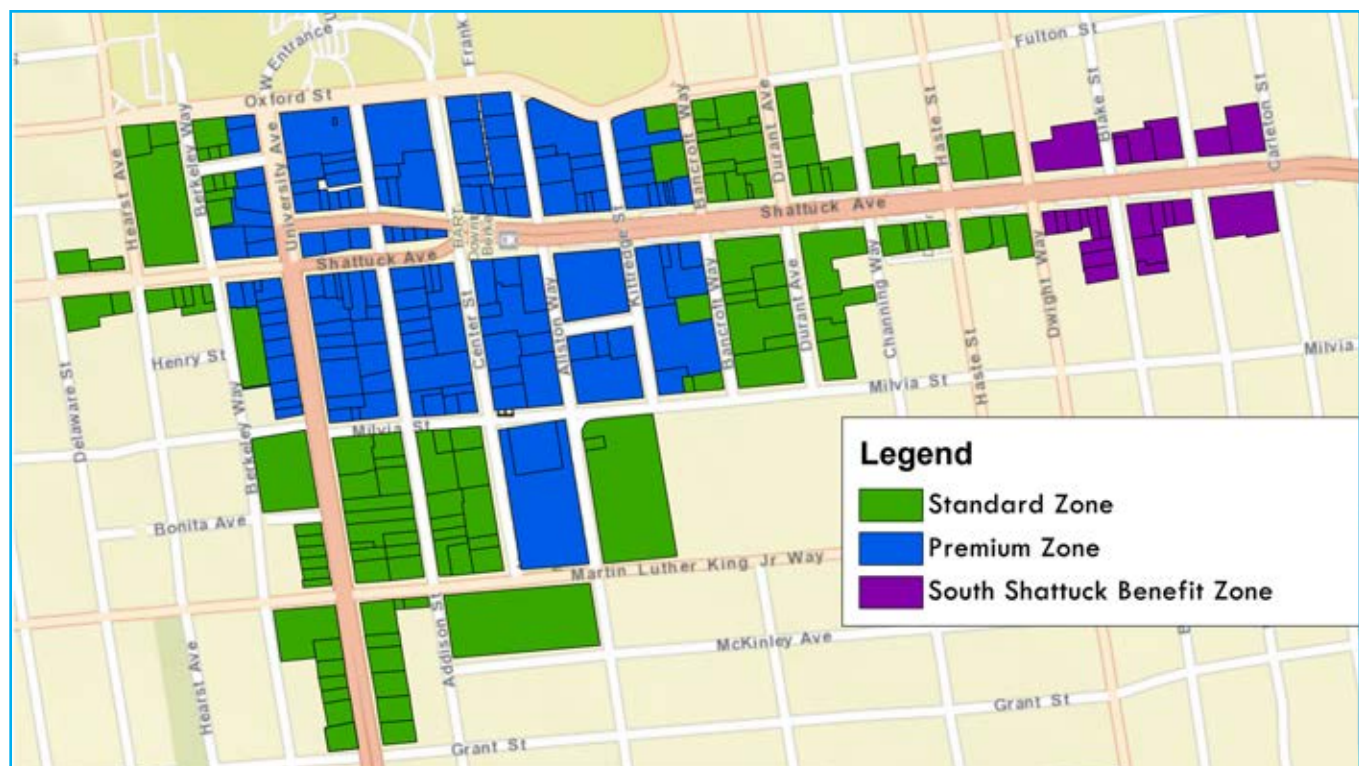 Fulton St
W Entrance
Frank
Oxford St
Hearst Ave
Berkeley Way
University Ave
Bancroft Way
Durant Ave
Haste St
Blake St
Carleton St
Shattuck Ave
BART
Shattuck Ave
Kittredge St
Center St
Allston Way
Bancroft Way
Durant Ave
Channing Way
Haste St
Dwight Way
Henry St
Delaware St
Berkeley Way
Milvia St
Milvia St
Milvia
Bonita Ave
Martin Luther King Jr Way
Hearst Ave
Addison St
McKinley Ave
Grant St
Grant St
Legend
Standard Zone
Premium Zone
South Shattuck Benefit Zone